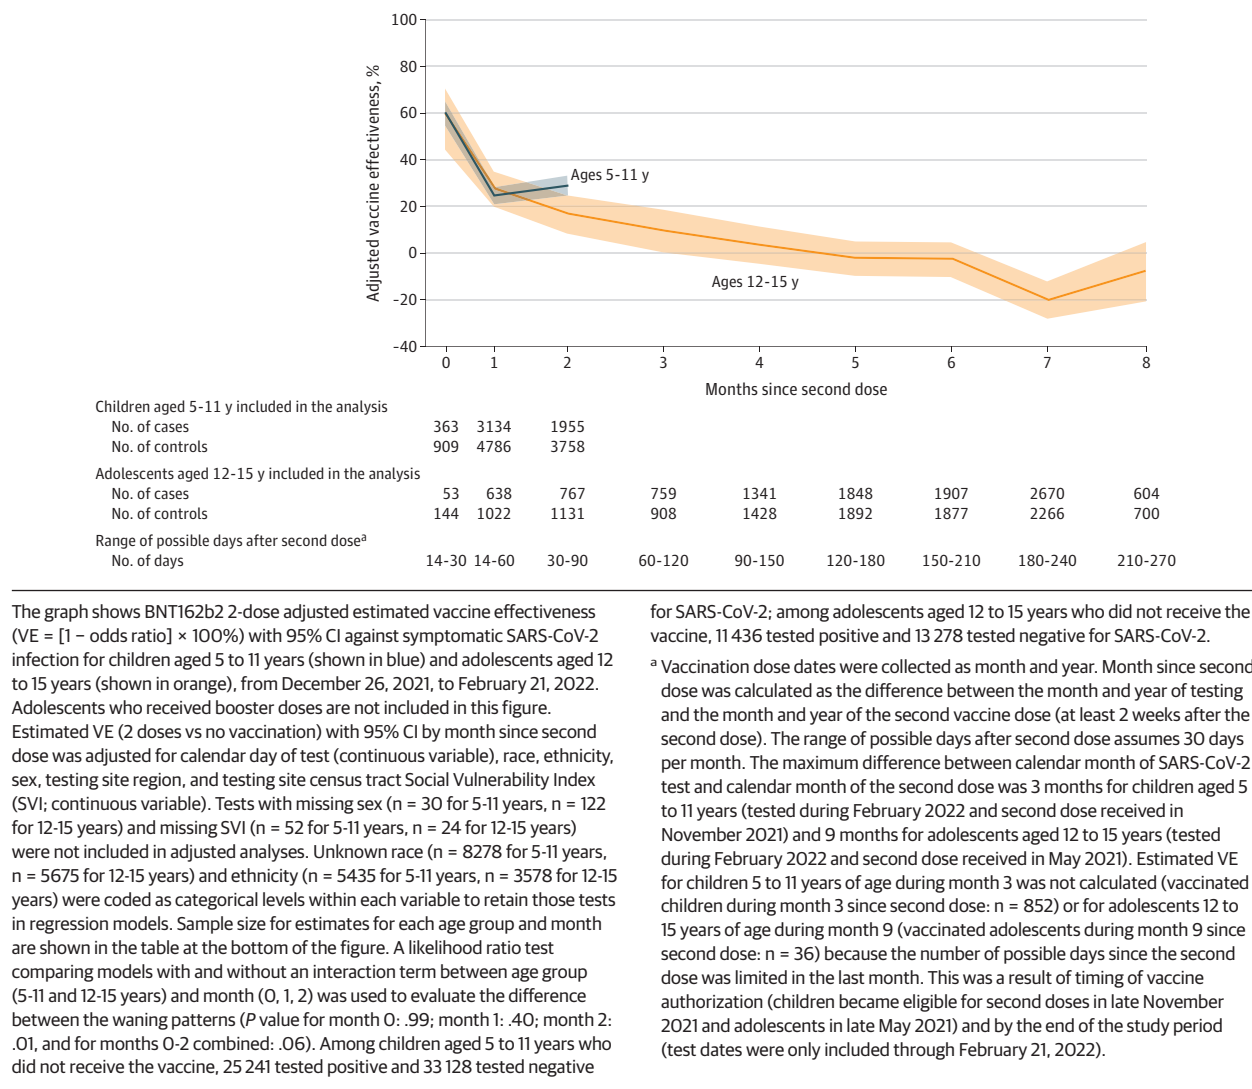 100
80
60
40
20
0
-20
-40
Adjusted vaccine effectiveness, %
Ages 5-11 y
Ages 12-15 y
0 1 2 3 4 5 6 7 8
Months since second dose
Children aged 5-11 y included in the analysis
No. of cases 363 3134 1955
No. of controls 909 4786 3758
Adolescents aged 12-15 y included in the analysis
No. of cases 53 638 767 759 1341 1848 1907 2670 604
No. of controls 144 1022 1131 908 1428 1892 1877 2266 700
Range of possible days after second dosea
No. of days 14-30 14-60 30-90 60-120 90-150 120-180 150-210 180-240 210-270
The graph shows BNT162b2 2-dose adjusted estimated vaccine effectiveness
(VE = [1 − odds ratio] × 100%) with 95% CI against symptomatic SARS-CoV-2
infection for children aged 5 to 11 years (shown in blue) and adolescents aged 12
to 15 years (shown in orange), from December 26, 2021, to February 21, 2022.
Adolescents who received booster doses are not included in this figure.
Estimated VE (2 doses vs no vaccination) with 95% CI by month since second
dose was adjusted for calendar day of test (continuous variable), race, ethnicity,
sex, testing site region, and testing site census tract Social Vulnerability Index
(SVI; continuous variable). Tests with missing sex (n = 30 for 5-11 years, n = 122
for 12-15 years) and missing SVI (n = 52 for 5-11 years, n = 24 for 12-15 years)
were not included in adjusted analyses. Unknown race (n = 8278 for 5-11 years,
n = 5675 for 12-15 years) and ethnicity (n = 5435 for 5-11 years, n = 3578 for 12-15
years) were coded as categorical levels within each variable to retain those tests
in regression models. Sample size for estimates for each age group and month
are shown in the table at the bottom of the figure. A likelihood ratio test
comparing models with and without an interaction term between age group
(5-11 and 12-15 years) and month (0, 1, 2) was used to evaluate the difference
between the waning patterns (P value for month 0: .99; month 1: .40; month 2:
.01, and for months 0-2 combined: .06). Among children aged 5 to 11 years who
did not receive the vaccine, 25 241 tested positive and 33 128 tested negative
for SARS-CoV-2; among adolescents aged 12 to 15 years who did not receive the
vaccine, 11 436 tested positive and 13 278 tested negative for SARS-CoV-2.
a Vaccination dose dates were collected as month and year. Month since second
dose was calculated as the difference between the month and year of testing
and the month and year of the second vaccine dose (at least 2 weeks after the
second dose). The range of possible days after second dose assumes 30 days
per month. The maximum difference between calendar month of SARS-CoV-2
test and calendar month of the second dose was 3 months for children aged 5
to 11 years (tested during February 2022 and second dose received in
November 2021) and 9 months for adolescents aged 12 to 15 years (tested
during February 2022 and second dose received in May 2021). Estimated VE
for children 5 to 11 years of age during month 3 was not calculated (vaccinated
children during month 3 since second dose: n = 852) or for adolescents 12 to
15 years of age during month 9 (vaccinated adolescents during month 9 since
second dose: n = 36) because the number of possible days since the second
dose was limited in the last month. This was a result of timing of vaccine
authorization (children became eligible for second doses in late November
2021 and adolescents in late May 2021) and by the end of the study period
(test dates were only included through February 21, 2022).